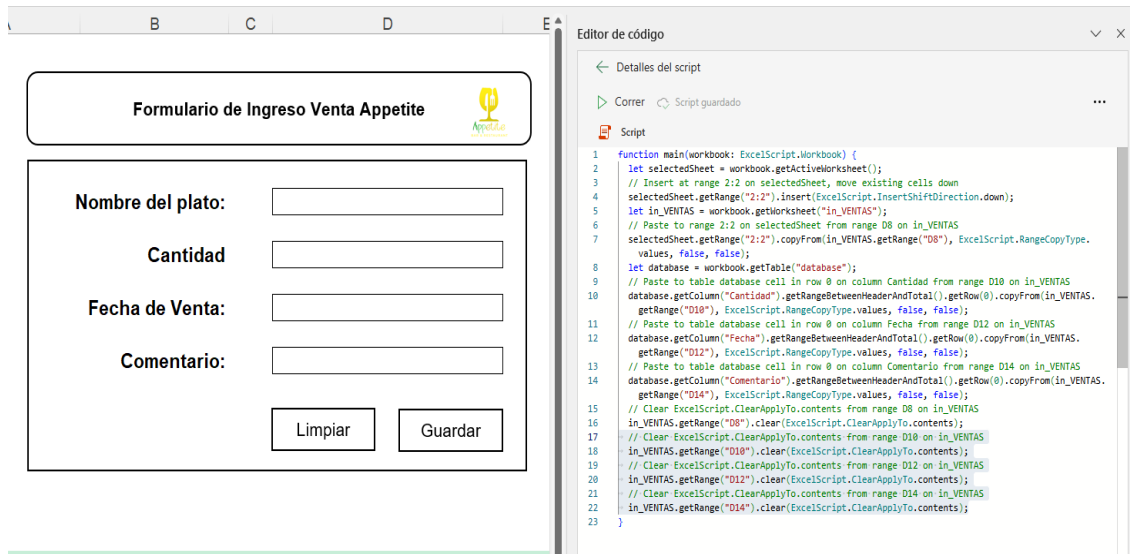 B C D E
Formulario de Ingreso Venta Appetite
Appetitus
Nombre del plato:
Cantidad
Fecha de Venta:
Comentario:
Limpiar Guardar
Editor de código
Detalles del script
Correr Script guardado
Script
1 function main(workbook: ExcelScript.Workbook) {
2 let selectedSheet = workbook.getActiveWorksheet();
3 // Insert at range 2:2 on selectedSheet, move existing cells down
4 selectedSheet.getRange("2:2").insert(ExcelScript.InsertShiftDirection.down);
5 let in_VENTAS = workbook.getWorksheet("in_VENTAS");
6 // Paste to range 2:2 on selectedSheet from range D8 on in_VENTAS
7 selectedSheet.getRange("2:2").copyFrom(in_VENTAS.getRange("D8"), ExcelScript.RangeCopyType.
values, false, false);
8 let database = workbook.getTable("database");
9 // Paste to table database cell in row 0 on column Cantidad from range D10 on in_VENTAS
10 database.getColumn("Cantidad").getRangeBetweenHeaderAndTotal().getRow(0).copyFrom(in_VENTAS.
getRange("D10"), ExcelScript.RangeCopyType.values, false, false);
11 // Paste to table database cell in row 0 on column Fecha from range D12 on in_VENTAS
12 database.getColumn("Fecha").getRangeBetweenHeaderAndTotal().getRow(0).copyFrom(in_VENTAS.
getRange("D12"), ExcelScript.RangeCopyType.values, false, false);
13 // Paste to table database cell in row 0 on column Comentario from range D14 on in_VENTAS
14 database.getColumn("Comentario").getRangeBetweenHeaderAndTotal().getRow(0).copyFrom(in_VENTAS.
getRange("D14"), ExcelScript.RangeCopyType.values, false, false);
15 // Clear ExcelScript.ClearApplyTo.contents from range D8 on in_VENTAS
16 in_VENTAS.getRange("D8").clear(ExcelScript.ClearApplyTo.contents);
17 // Clear ExcelScript.ClearApplyTo.contents from range D10 on in_VENTAS
18 in_VENTAS.getRange("D10").clear(ExcelScript.ClearApplyTo.contents);
19 // Clear ExcelScript.ClearApplyTo.contents from range D12 on in_VENTAS
20 in_VENTAS.getRange("D12").clear(ExcelScript.ClearApplyTo.contents);
21 // Clear ExcelScript.ClearApplyTo.contents from range D14 on in_VENTAS
22 in_VENTAS.getRange("D14").clear(ExcelScript.ClearApplyTo.contents);
23 }